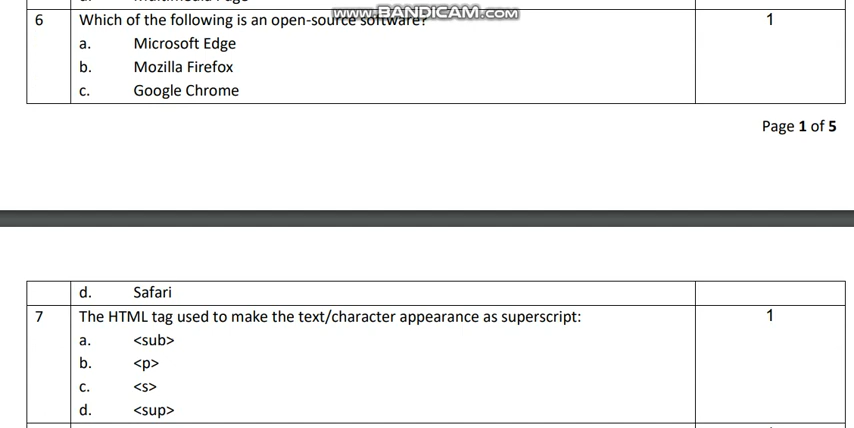 6 Which of the following is an open-source software? 1
www.BANDICAM.com
a. Microsoft Edge
b. Mozilla Firefox
c. Google Chrome
Page 1 of 5
d. Safari
7 The HTML tag used to make the text/character appearance as superscript: 1
a. <sub>
b. <p>
c. <s>
d. <sup>